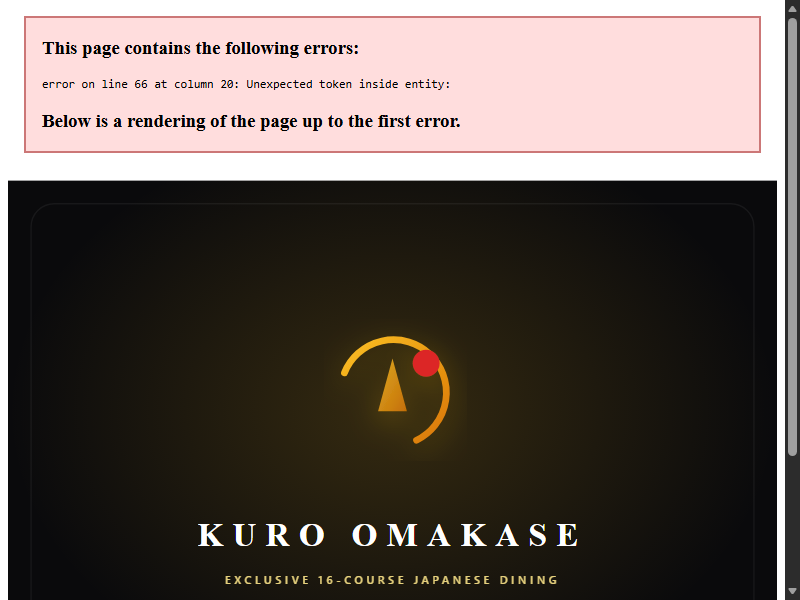 This page contains the following errors:
error on line 66 at column 20: Unexpected token inside entity:
Below is a rendering of the page up to the first error.
KURO OMAKASE
EXCLUSIVE 16-COURSE JAPANESE DINING